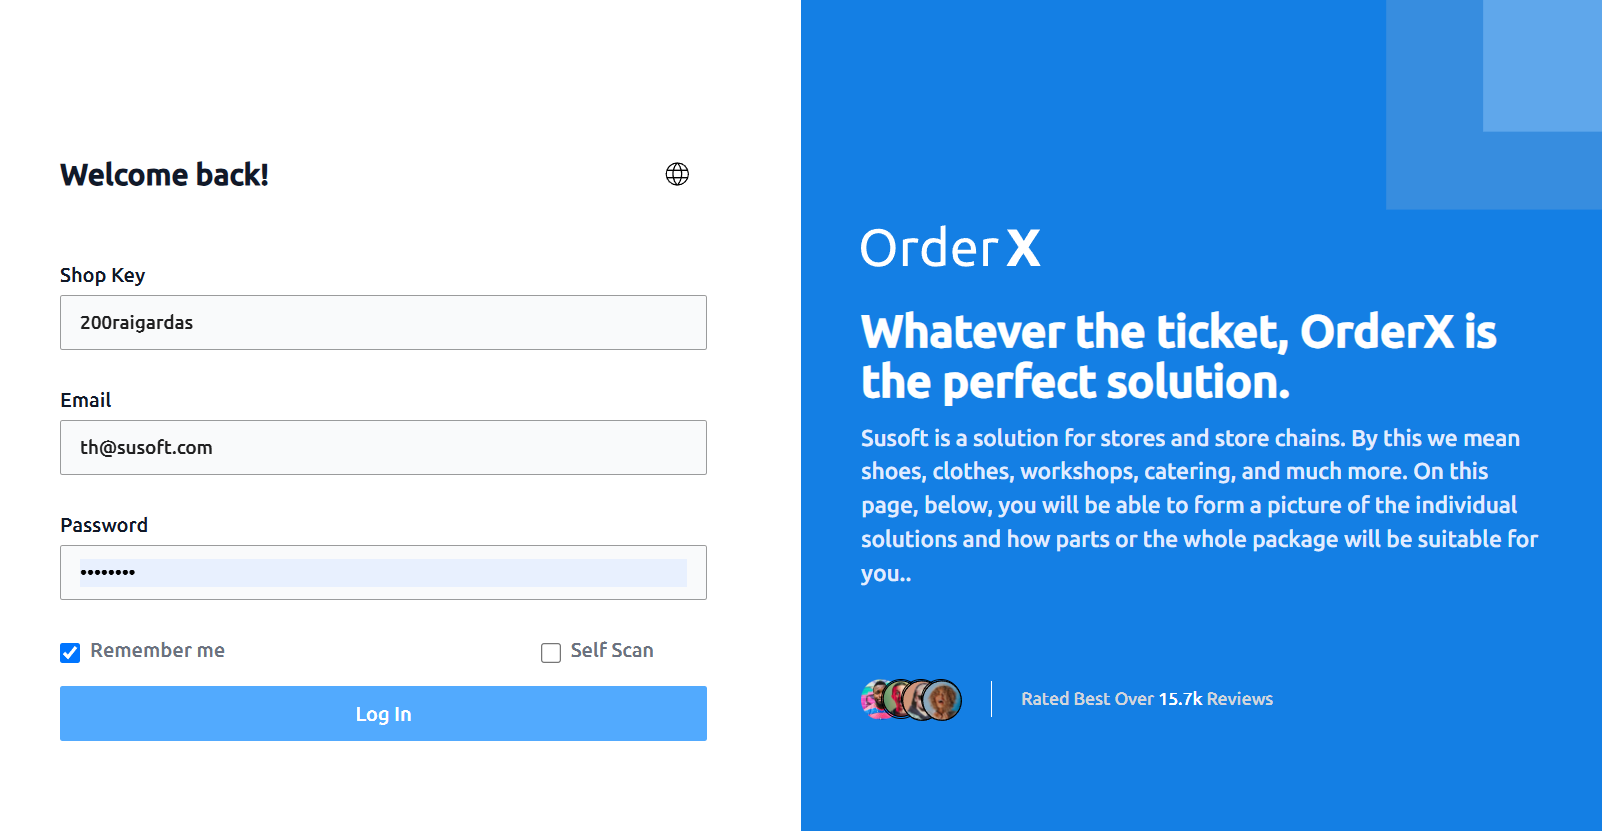 Welcome back!
Shop Key
200raigardas
Email
th@susoft.com
Password
••••••••
Remember me
Self Scan
Log In
Order X
Whatever the ticket, OrderX is
the perfect solution.
Susoft is a solution for stores and store chains. By this we mean
shoes, clothes, workshops, catering, and much more. On this
page, below, you will be able to form a picture of the individual
solutions and how parts or the whole package will be suitable for
you..
Rated Best Over 15.7k Reviews